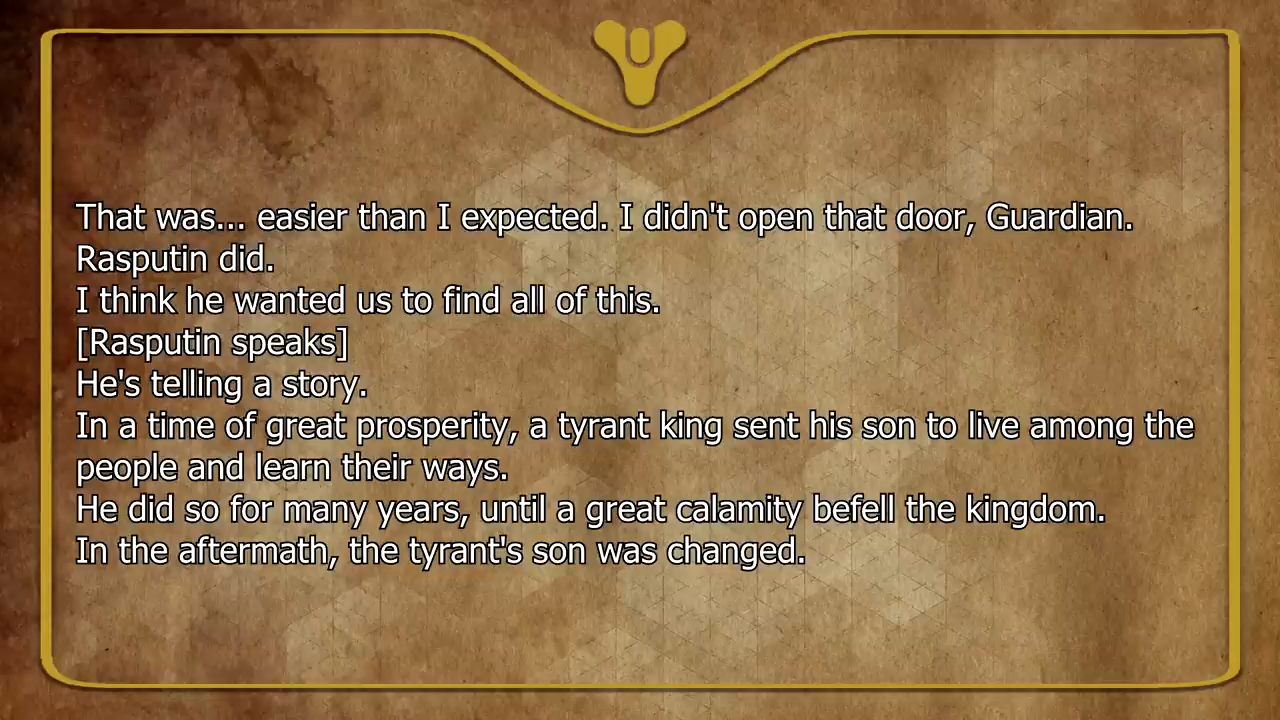 That was... easier than I expected. I didn't open that door, Guardian.
Rasputin did.
I think he wanted us to find all of this.
[Rasputin speaks]
He's telling a story.
In a time of great prosperity, a tyrant king sent his son to live among the
people and learn their ways.
He did so for many years, until a great calamity befell the kingdom.
In the aftermath, the tyrant's son was changed.